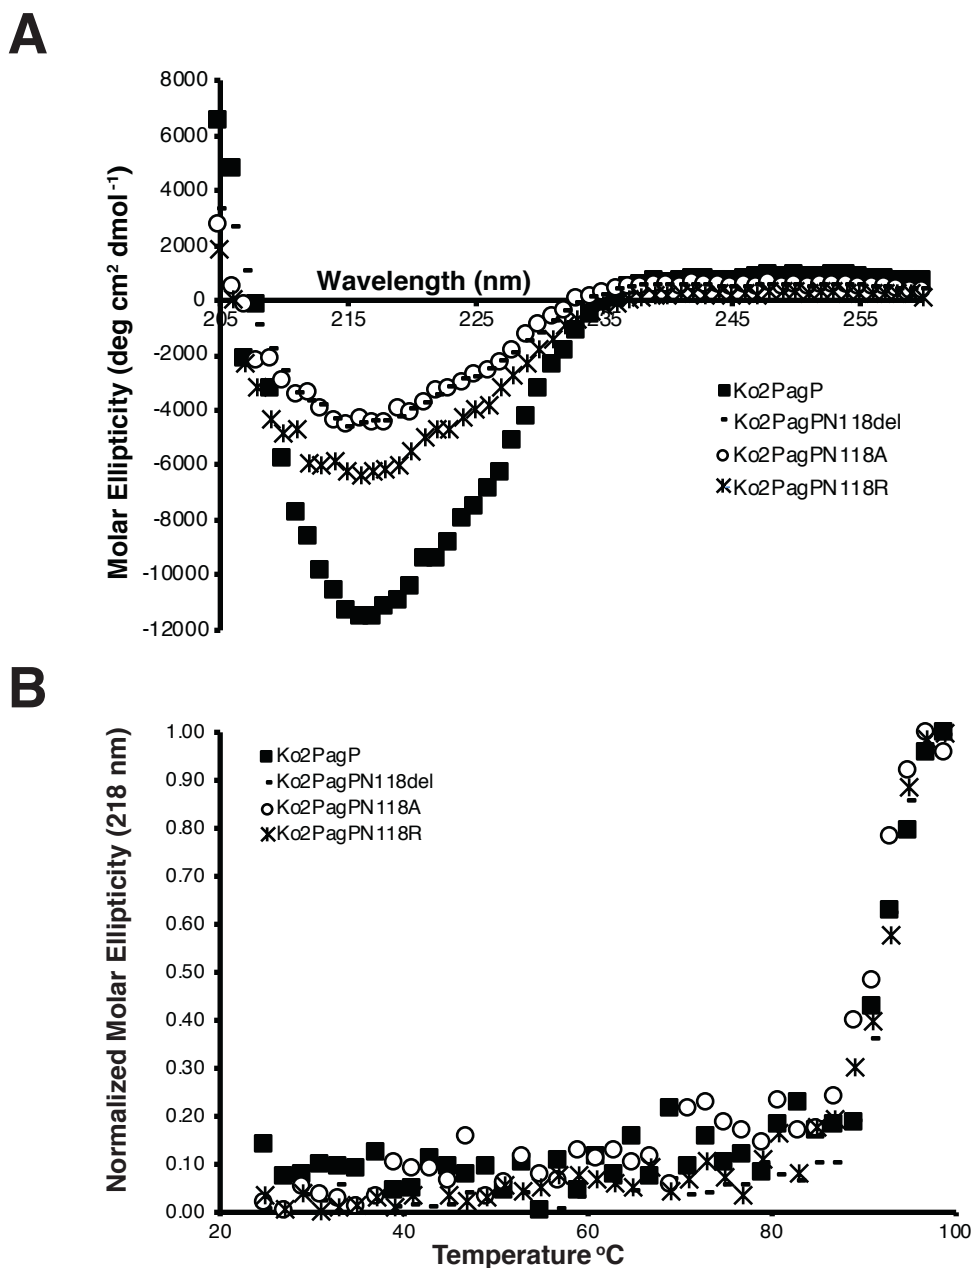 A
8000
6000
4000
2000
0
-2000
-4000
-6000
-8000
-10000
-12000
Molar Ellipticity (deg cm² dmol⁻¹)
Wavelength (nm)
205 215 225 235 245 255
Ko2PagP
Ko2PagPN118del
Ko2PagPN118A
Ko2PagPN118R
B
1.00
0.90
0.80
0.70
0.60
0.50
0.40
0.30
0.20
0.10
0.00
Normalized Molar Ellipticity (218 nm)
Ko2PagP
Ko2PagPN118del
Ko2PagPN118A
Ko2PagPN118R
20 40 60 80 100
Temperature ºC